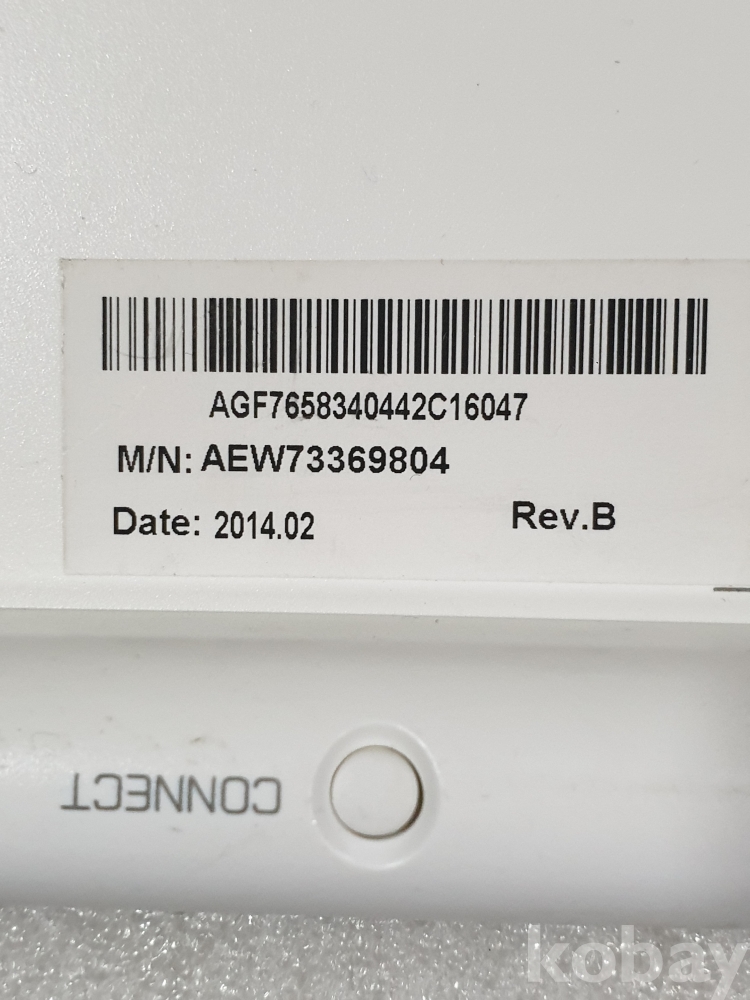 AGF7658340442C16047
M/N: AEW73369804
Date: 2014.02
Rev.B
CONNECT
kobay